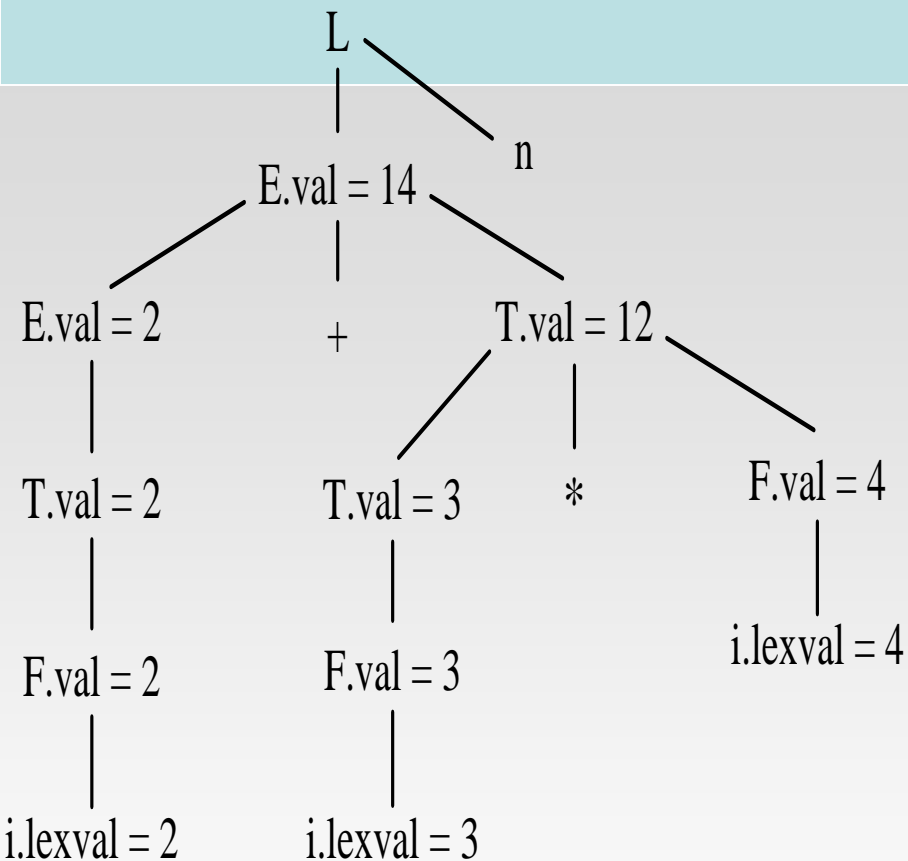 L
n
E.val = 14
E.val = 2 + T.val = 12
T.val = 2 T.val = 3 * F.val = 4
F.val = 2 F.val = 3 i.lexval = 4
i.lexval = 2 i.lexval = 3